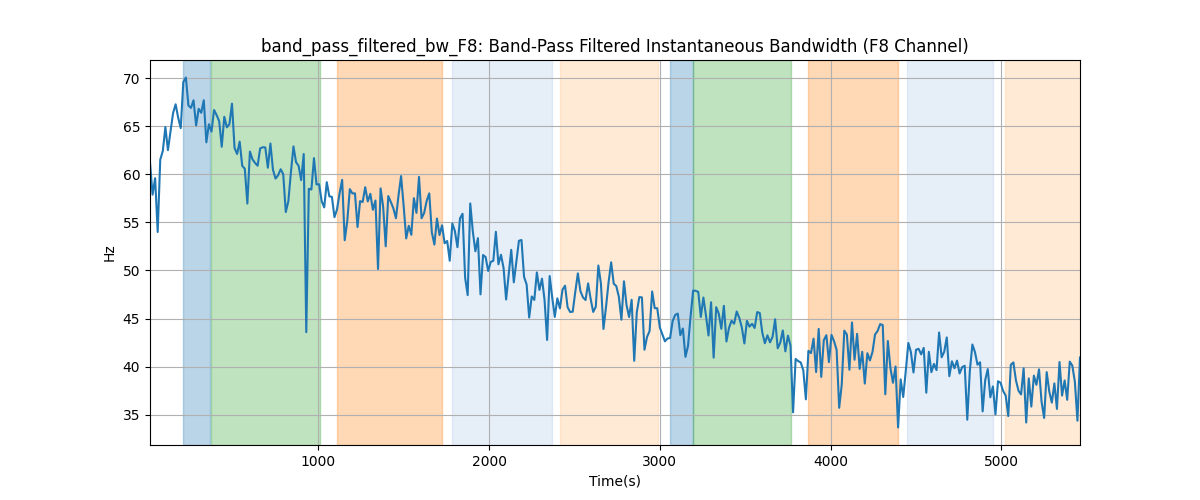 band_pass_filtered_bw_F8: Band-Pass Filtered Instantaneous Bandwidth (F8 Channel)
Hz
70
65
60
55
50
45
40
35
1000 2000 3000 4000 5000
Time(s)